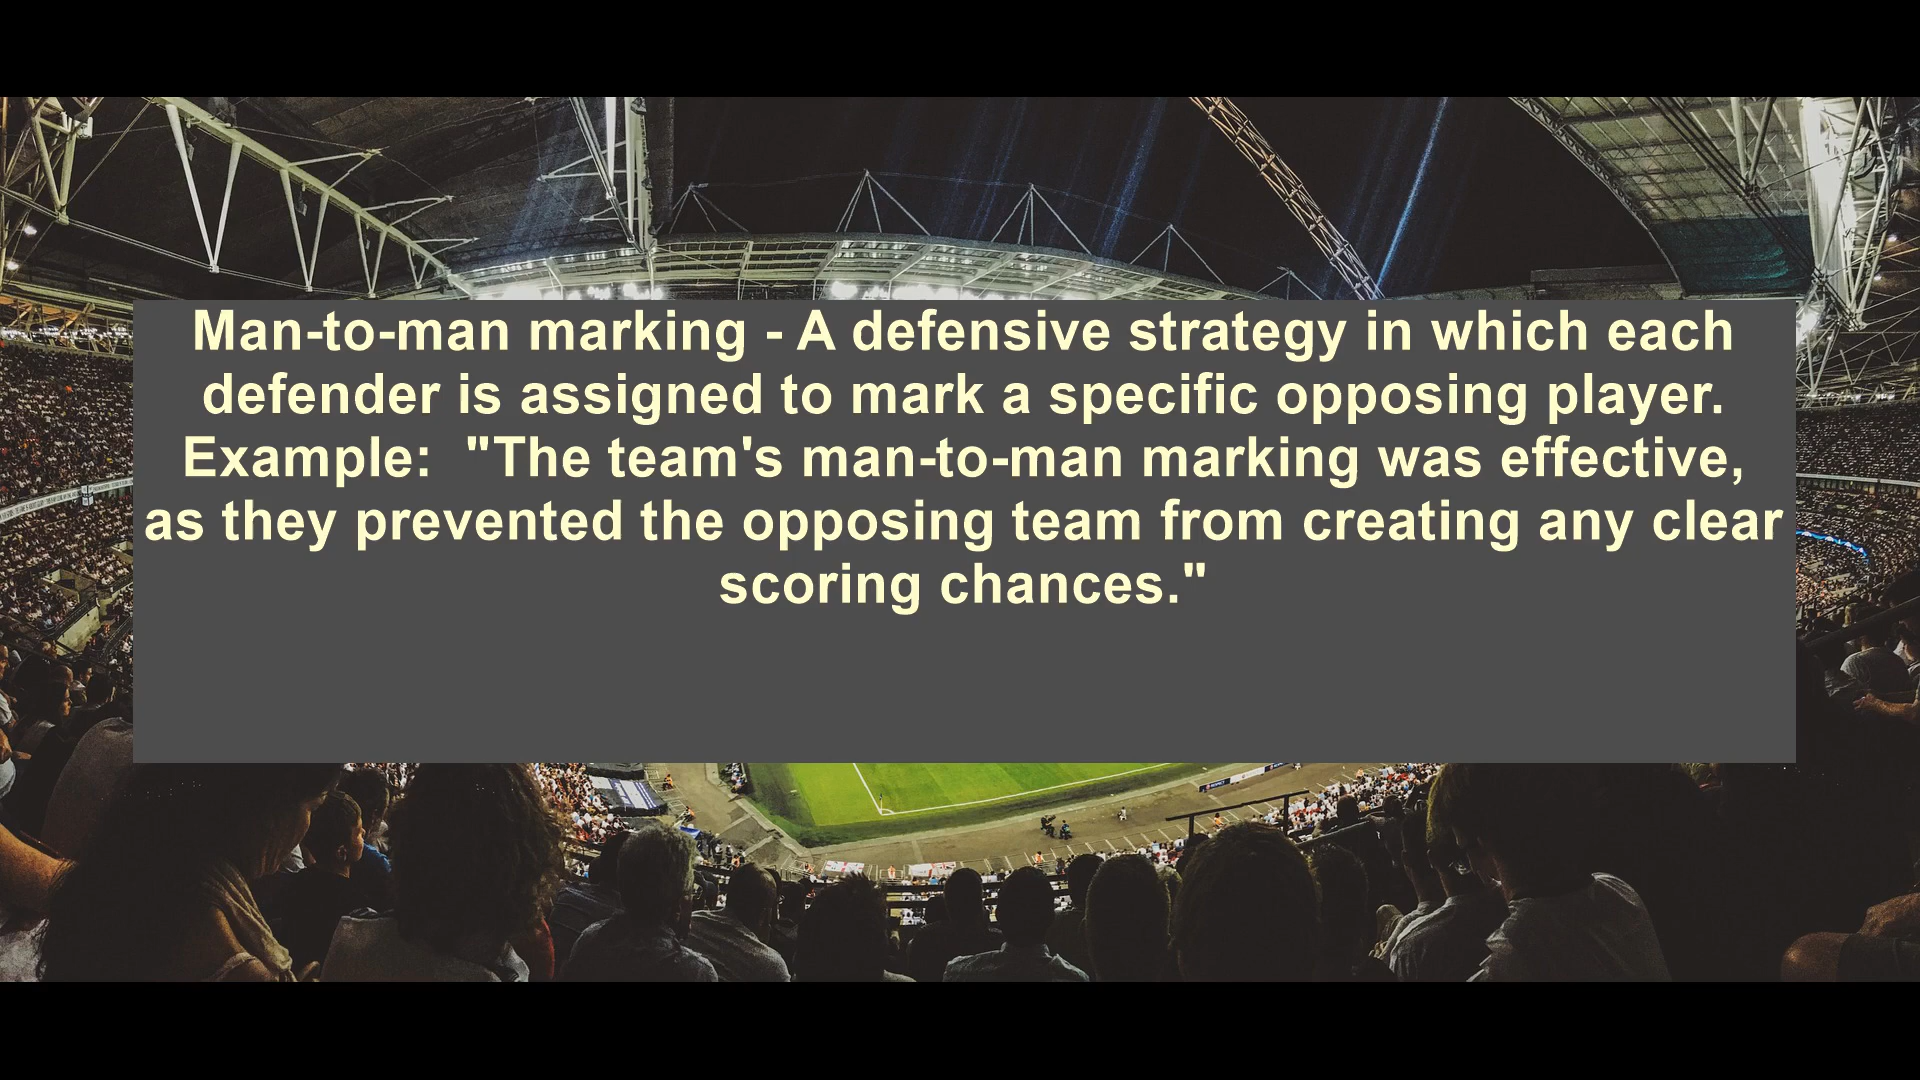 Man-to-man marking - A defensive strategy in which each
defender is assigned to mark a specific opposing player.
Example:  "The team's man-to-man marking was effective,
as they prevented the opposing team from creating any clear
scoring chances."